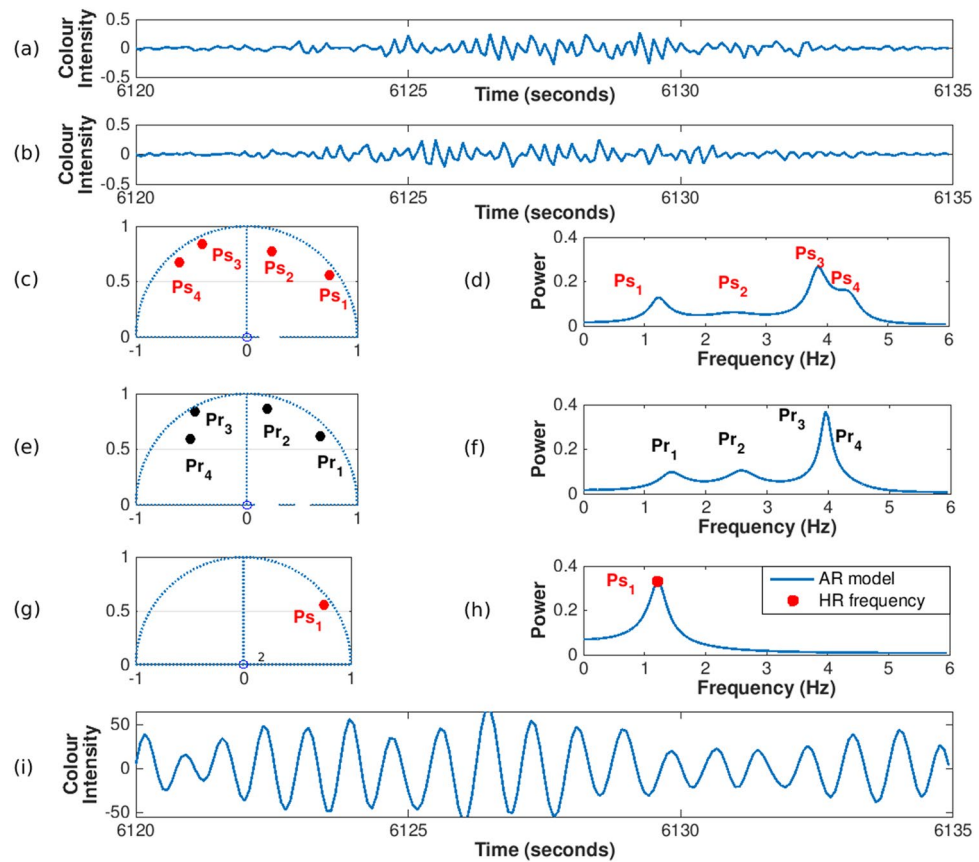 (a)
Colour
Intensity
0.5
0
-0.5
6120 6125 6130 6135
Time (seconds)
(b)
Colour
Intensity
0.5
0
-0.5
6120 6125 6130 6135
Time (seconds)
(c)
1
0.5
0
-1 0 1
Ps4 Ps3 Ps2 Ps1
(d)
Power
0.4
0.2
0
Ps1 Ps2 Ps3 Ps4
0 1 2 3 4 5 6
Frequency (Hz)
(e)
1
0.5
0
-1 0 1
Pr4 Pr3 Pr2 Pr1
(f)
Power
0.4
0.2
0
Pr1 Pr2 Pr3 Pr4
0 1 2 3 4 5 6
Frequency (Hz)
(g)
1
0.5
0
Ps1
2
-1 0 1
(h)
Power
0.4
0.2
0
Ps1
AR model
HR frequency
0 1 2 3 4 5 6
Frequency (Hz)
(i)
Colour
Intensity
50
0
-50
6120 6125 6130 6135
Time (seconds)